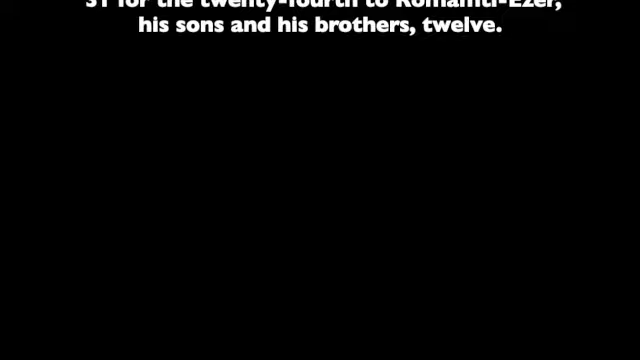 31 for the twenty-fourth to Romamti-Ezer,
his sons and his brothers, twelve.